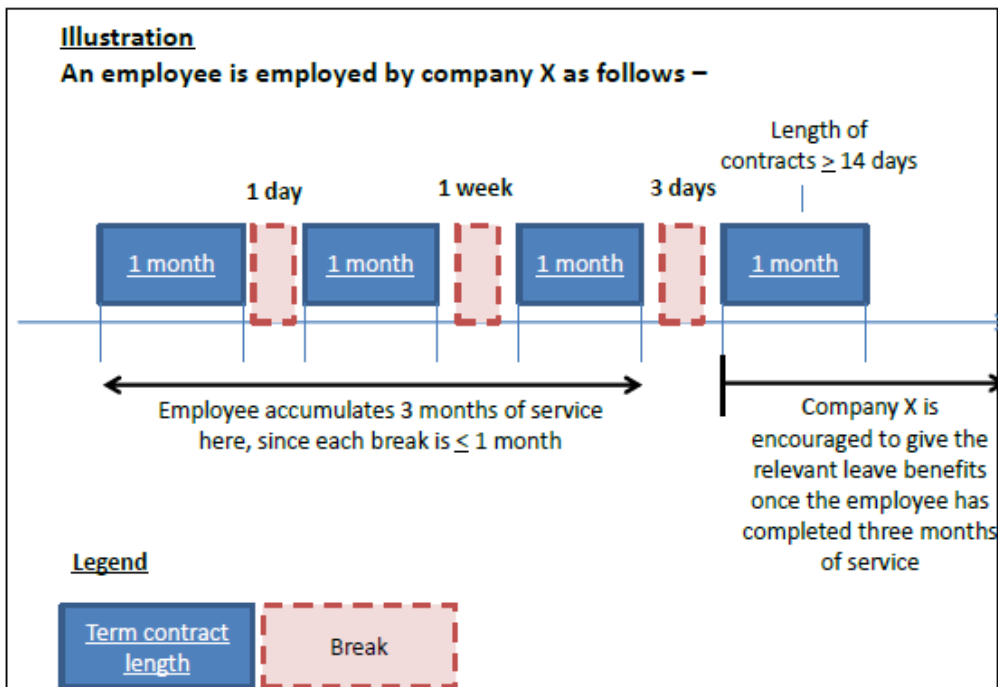 Illustration
An employee is employed by company X as follows –
Length of
contracts ≥ 14 days
1 day
1 week
3 days
1 month
1 month
1 month
1 month
Employee accumulates 3 months of service
here, since each break is ≤ 1 month
Company X is
encouraged to give the
relevant leave benefits
once the employee has
completed three months
of service
Legend
Term contract
length
Break